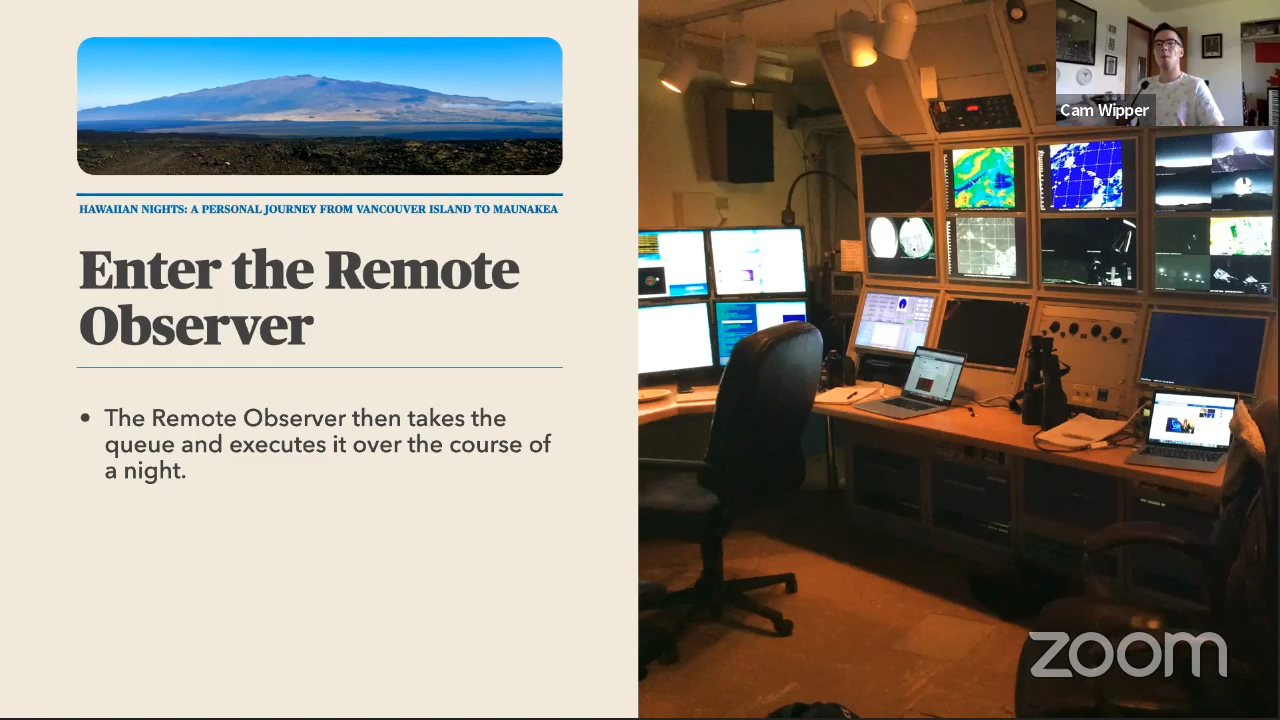 HAWAIIAN NIGHTS: A PERSONAL JOURNEY FROM VANCOUVER ISLAND TO MAUNAKEA
Enter the Remote
Observer
• The Remote Observer then takes the
queue and executes it over the course of
a night.
Cam Wipper
zoom